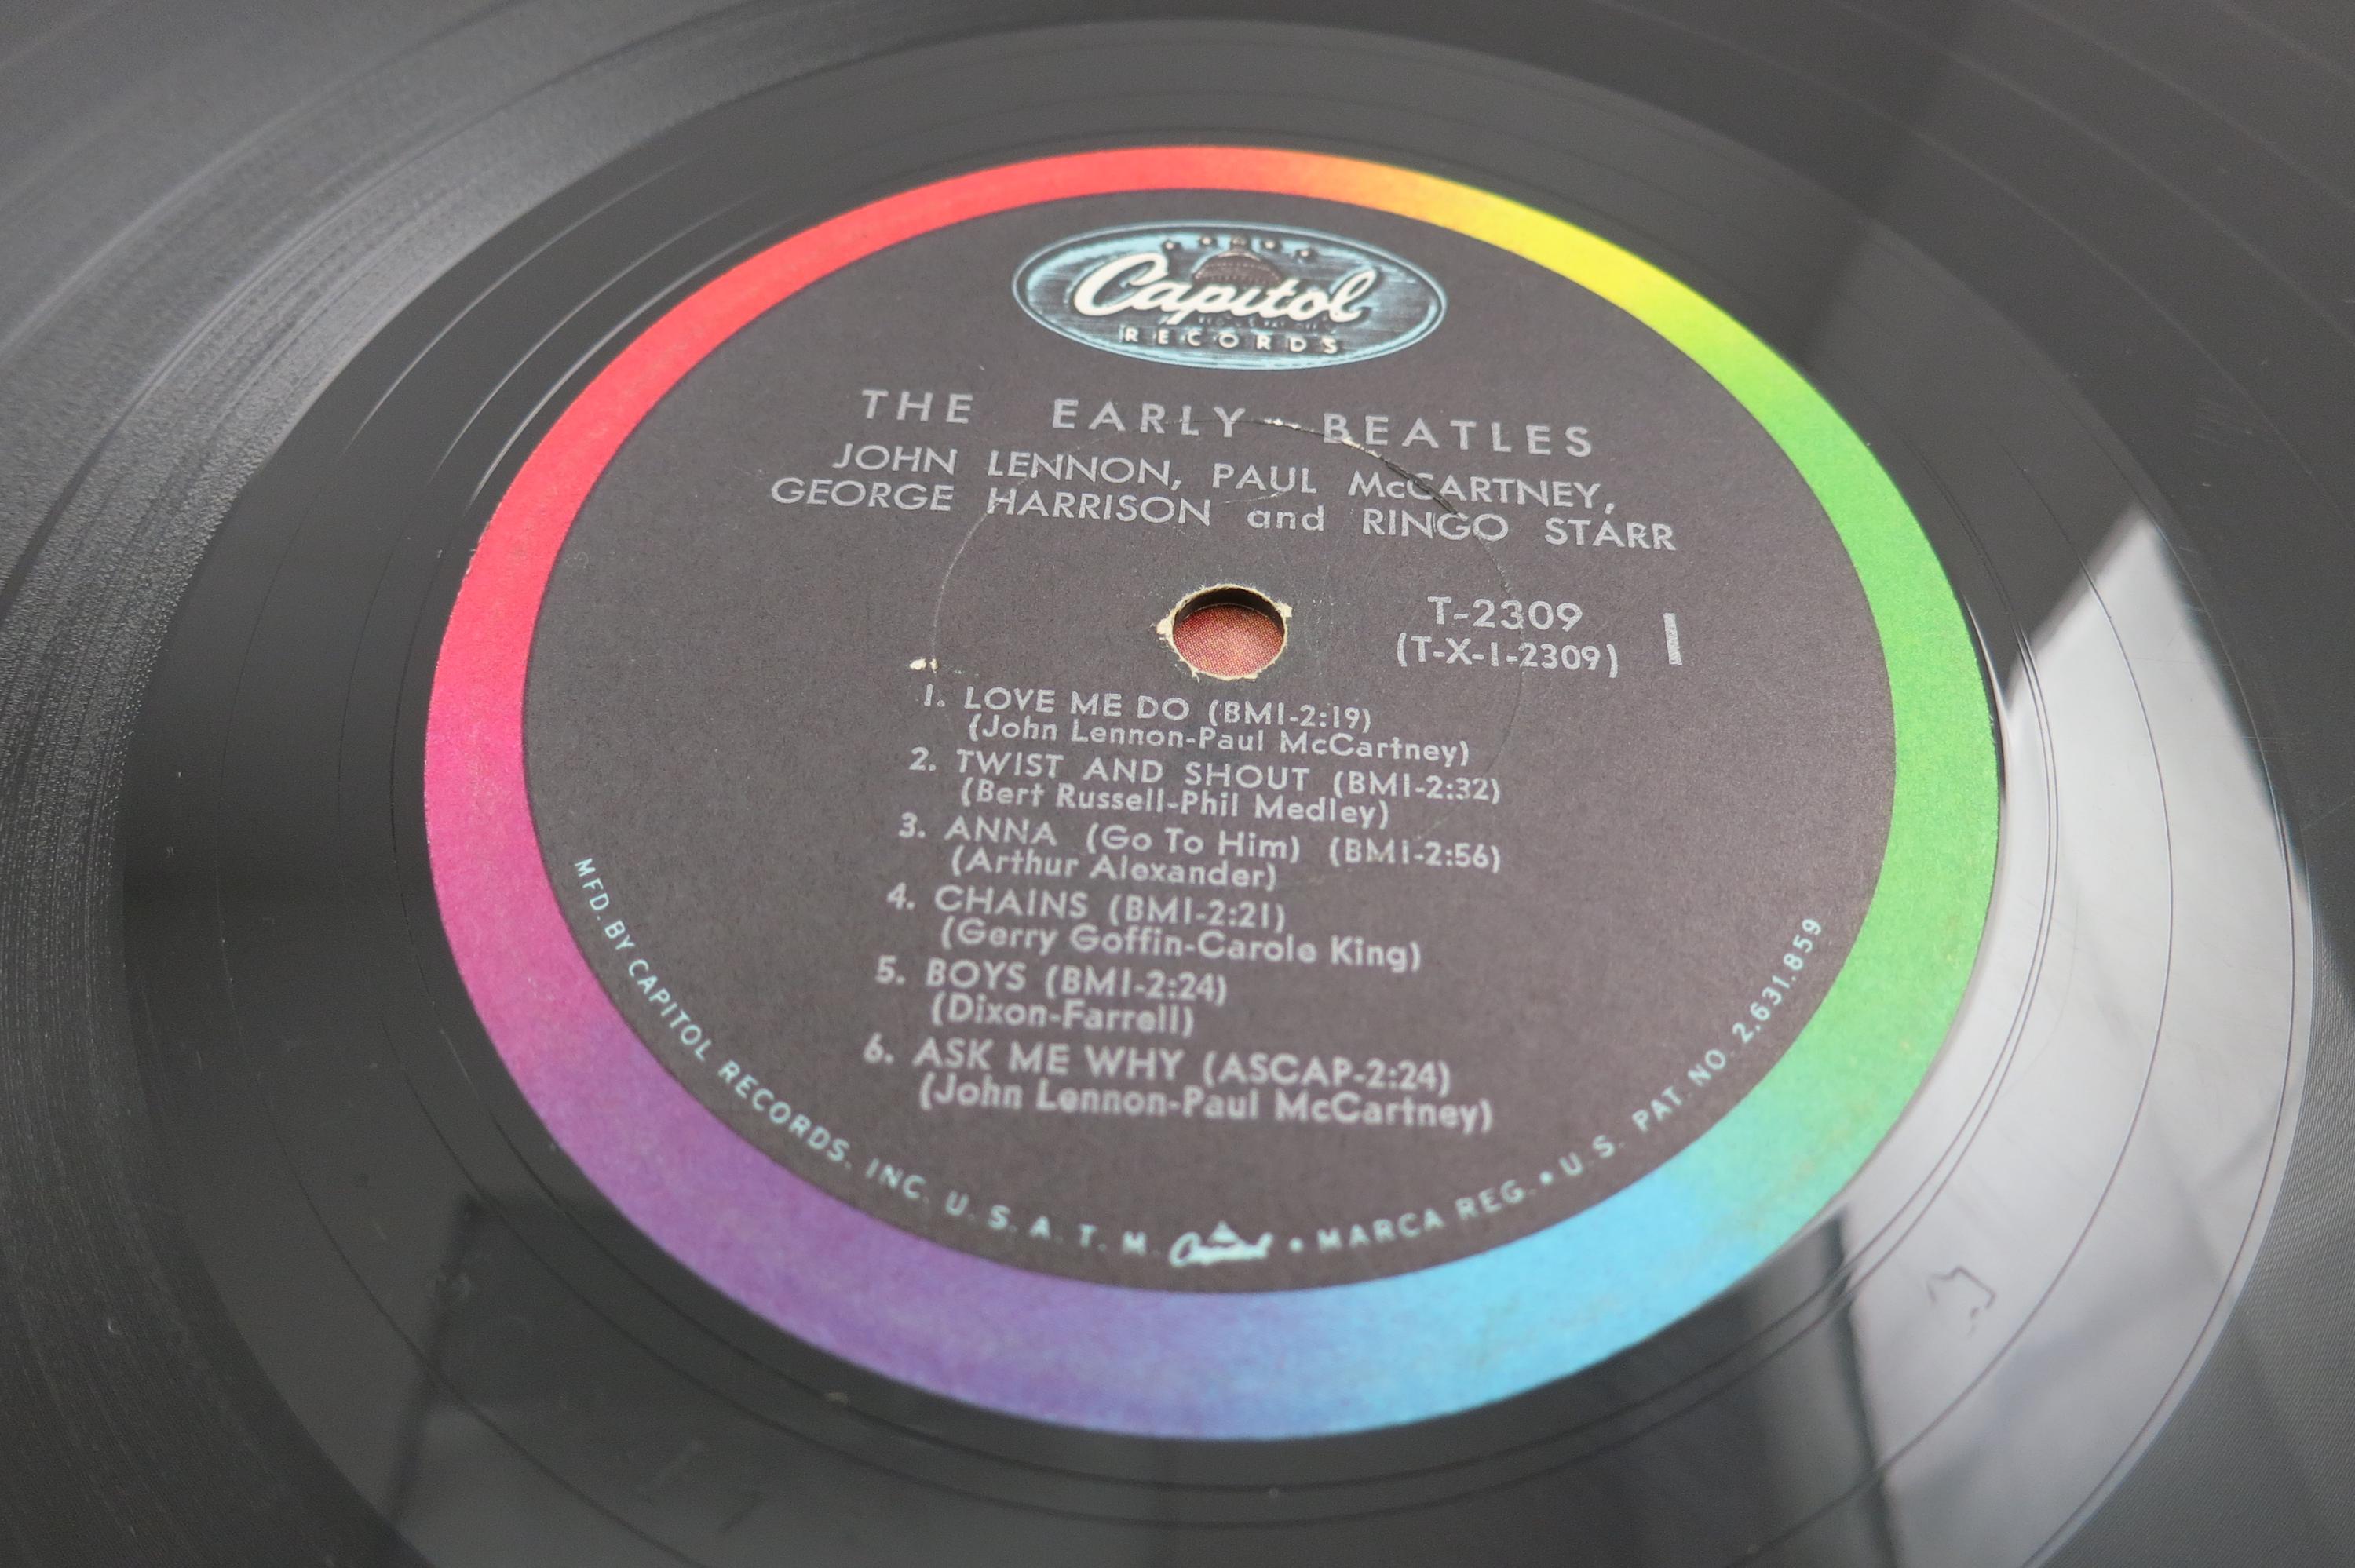 Capitol
RECORDS
THE EARLY BEATLES
JOHN LENNON, PAUL McCARTNEY,
GEORGE HARRISON and RINGO STARR
T-2309
(T-X-1-2309)
1
1. LOVE ME DO (BMI-2:19)
(John Lennon-Paul McCartney)
2. TWIST AND SHOUT (BMI-2:32)
(Bert Russell-Phil Medley)
3. ANNA (Go To Him) (BMI-2:56)
(Arthur Alexander)
4. CHAINS (BMI-2:21)
(Gerry Goffin-Carole King)
5. BOYS (BMI-2:24)
(Dixon-Farrell)
6. ASK ME WHY (ASCAP-2:24)
(John Lennon-Paul McCartney)
MFD. BY CAPITOL RECORDS, INC. U. S. A. T. M. Capitol • MARCA REG. • U.S. PAT. NO. 2,631,859